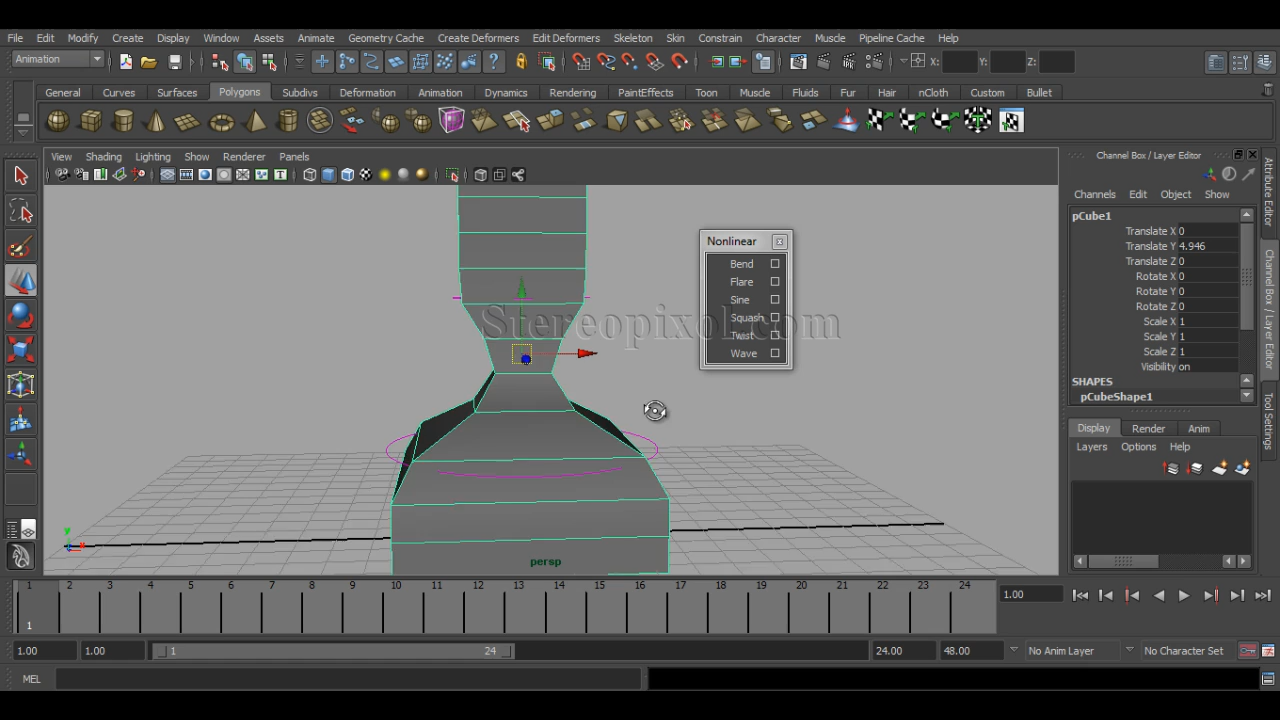 File Edit Modify Create Display Window Assets Animate Geometry Cache Create Deformers Edit Deformers Skeleton Skin Constrain Character Muscle Pipeline Cache Help
Animation X: Y: Z:
General Curves Surfaces Polygons Subdivs Deformation Animation Dynamics Rendering PaintEffects Toon Muscle Fluids Fur Hair nCloth Custom Bullet
View Shading Lighting Show Renderer Panels
Channel Box / Layer Editor
Channels Edit Object Show
pCube1
Translate X 0
Translate Y 4.946
Translate Z 0
Rotate X 0
Rotate Y 0
Rotate Z 0
Scale X 1
Scale Y 1
Scale Z 1
Visibility on
SHAPES
pCubeShape1
Display Render Anim
Layers Options Help
Attribute Editor
Channel Box / Layer Editor
Tool Settings
Nonlinear
Bend
Flare
Sine
Squash
Twist
Wave
Stereopixol.com
y
x
persp
1 2 3 4 5 6 7 8 9 10 11 12 13 14 15 16 17 18 19 20 21 22 23 24
1
1.00
1.00 1.00 1 24 24.00 48.00 No Anim Layer No Character Set
MEL